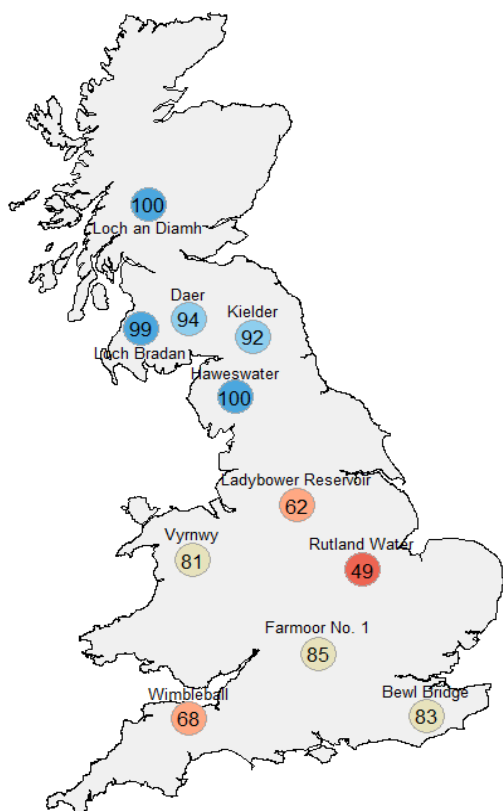 100
Loch an Diamh
Daer
94
Kielder
92
99
Loch Bradan
Haweswater
100
Ladybower Reservoir
62
Vyrnwy
81
Rutland Water
49
Farmoor No. 1
85
Wimbleball
68
Bewl Bridge
83